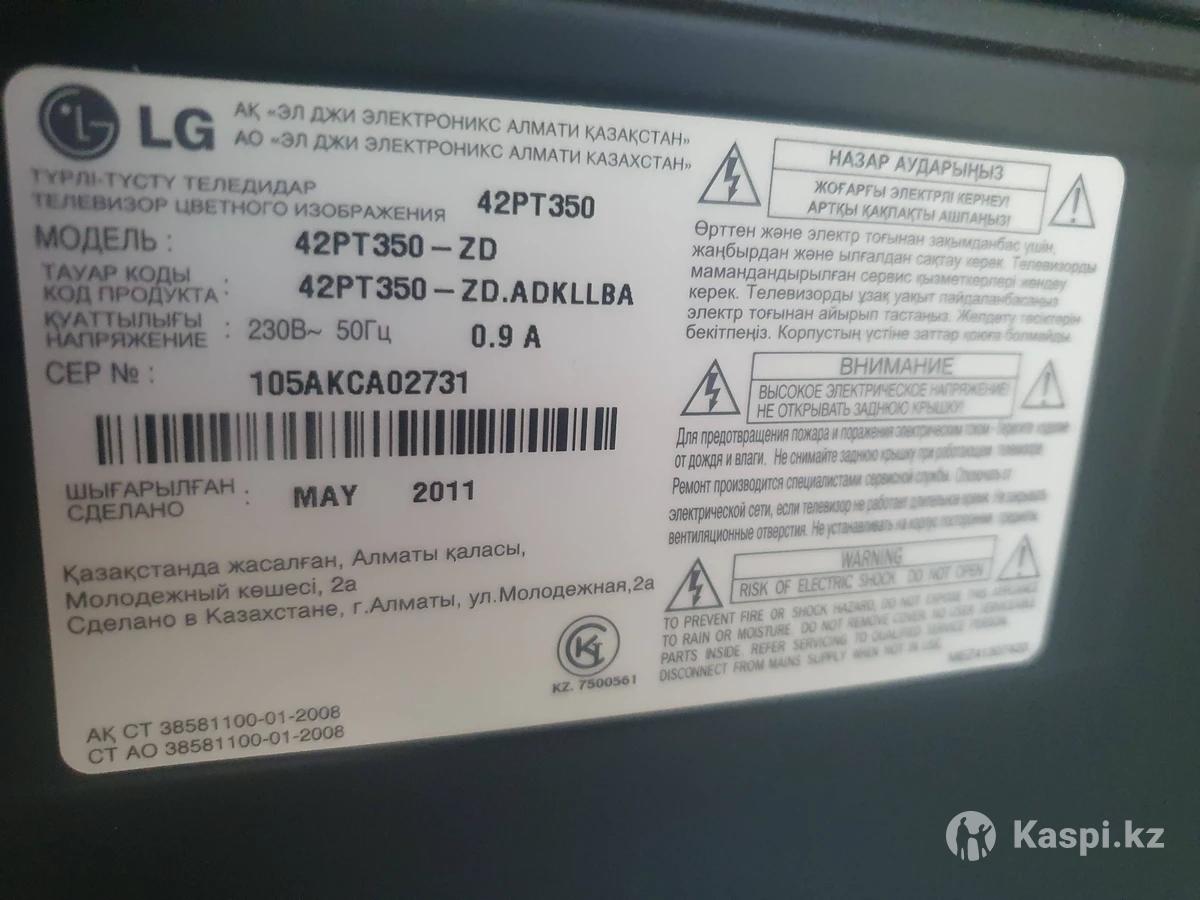 LG
АҚ «ЭЛ ДЖИ ЭЛЕКТРОНИКС АЛМАТИ ҚАЗАҚСТАН»
АО «ЭЛ ДЖИ ЭЛЕКТРОНИКС АЛМАТИ КАЗАХСТАН»
ТҮРЛІ-ТҮСТҮ ТЕЛЕДИДАР
ТЕЛЕВИЗОР ЦВЕТНОГО ИЗОБРАЖЕНИЯ 42PT350
МОДЕЛЬ : 42PT350-ZD
ТАУАР КОДЫ
КОД ПРОДУКТА : 42PT350-ZD.ADKLLBA
ҚУАТТЫЛЫҒЫ
НАПРЯЖЕНИЕ : 230В~ 50Гц 0.9 A
СЕР № : 105AKCA02731
ШЫҒАРЫЛҒАН
СДЕЛАНО : MAY 2011
Қазақстанда жасалған, Алматы қаласы,
Молодежный көшесі, 2а
Сделано в Казахстане, г.Алматы, ул.Молодежная,2а
KZ. 7500561
АҚ СТ 38581100-01-2008
СТ АО 38581100-01-2008
НАЗАР АУДАРЫҢЫЗ
ЖОҒАРҒЫ ЭЛЕКТРЛІ КЕРНЕУ!
АРТҚЫ ҚАҚПАҚТЫ АШПАҢЫЗ!
Өрттен және электр тоғынан зақымданбас үшін,
жаңбырдан және ылғалдан сақтау керек. Телевизорды
мамандандырылған сервис қызметкерлері жөндеу
керек. Телевизорды ұзақ уақыт пайдаланбасаңыз
электр тоғынан айырып тастаңыз. Желдету тесіктерін
бекітпеңіз. Корпустың үстіне заттар қоюға болмайды.
ВНИМАНИЕ
ВЫСОКОЕ ЭЛЕКТРИЧЕСКОЕ НАПРЯЖЕНИЕ!
НЕ ОТКРЫВАТЬ ЗАДНЮЮ КРЫШКУ!
Для предотвращения пожара и поражения электрическим током - Берегите изделие
от дождя и влаги. Не снимайте заднюю крышку при работающем телевизоре.
Ремонт производится специалистами сервисной службы. Отключать от
электрической сети, если телевизор не работает длительное время. Не закрывать
вентиляционные отверстия. Не устанавливать на корпус посторонние предметы.
WARNING
RISK OF ELECTRIC SHOCK DO NOT OPEN
TO PREVENT FIRE OR SHOCK HAZARD, DO NOT EXPOSE THIS APPLIANCE
TO RAIN OR MOISTURE. DO NOT REMOVE COVER, NO USER SERVICEABLE
PARTS INSIDE. REFER SERVICING TO QUALIFIED SERVICE PERSON.
DISCONNECT FROM MAINS SUPPLY WHEN NOT IN USE.
Kaspi.kz